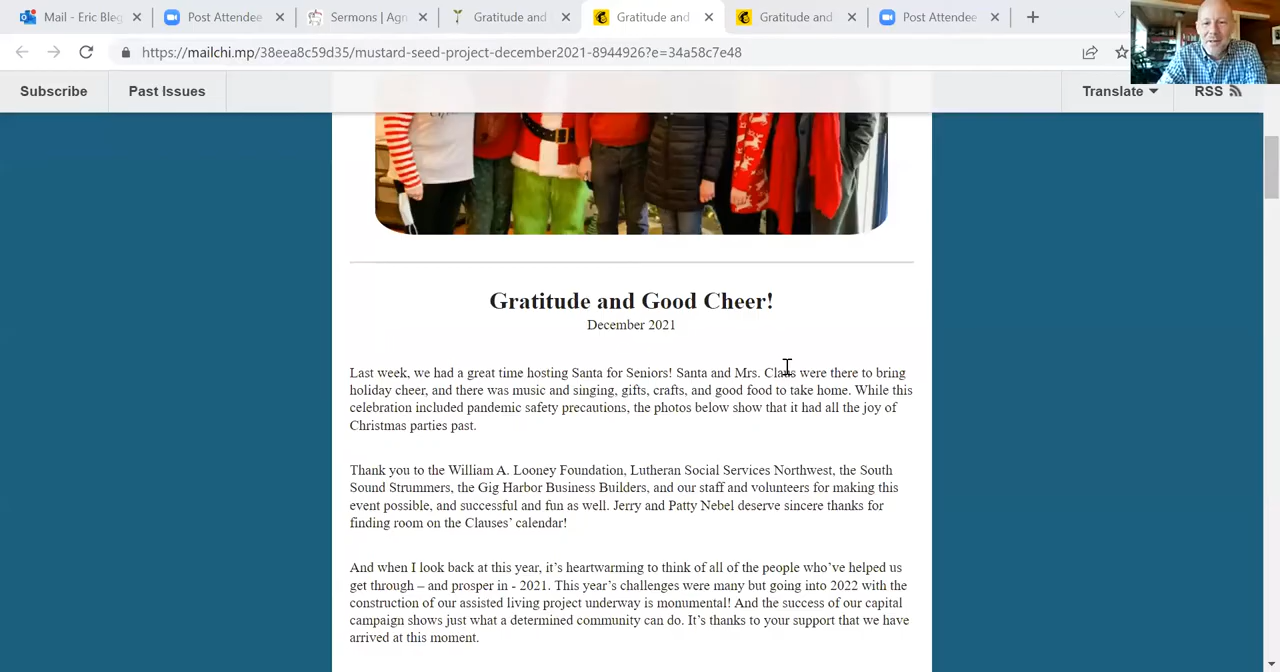 Mail - Eric Bleg
Post Attendee
Sermons | Agn
Gratitude and
Gratitude and
Gratitude and
Post Attendee
https://mailchi.mp/38eea8c59d35/mustard-seed-project-december2021-8944926?e=34a58c7e48
Subscribe
Past Issues
Translate
RSS
Gratitude and Good Cheer!
December 2021
Last week, we had a great time hosting Santa for Seniors! Santa and Mrs. Claus were there to bring
holiday cheer, and there was music and singing, gifts, crafts, and good food to take home. While this
celebration included pandemic safety precautions, the photos below show that it had all the joy of
Christmas parties past.
Thank you to the William A. Looney Foundation, Lutheran Social Services Northwest, the South
Sound Strummers, the Gig Harbor Business Builders, and our staff and volunteers for making this
event possible, and successful and fun as well. Jerry and Patty Nebel deserve sincere thanks for
finding room on the Clauses’ calendar!
And when I look back at this year, it’s heartwarming to think of all of the people who’ve helped us
get through – and prosper in - 2021. This year’s challenges were many but going into 2022 with the
construction of our assisted living project underway is monumental! And the success of our capital
campaign shows just what a determined community can do. It’s thanks to your support that we have
arrived at this moment.